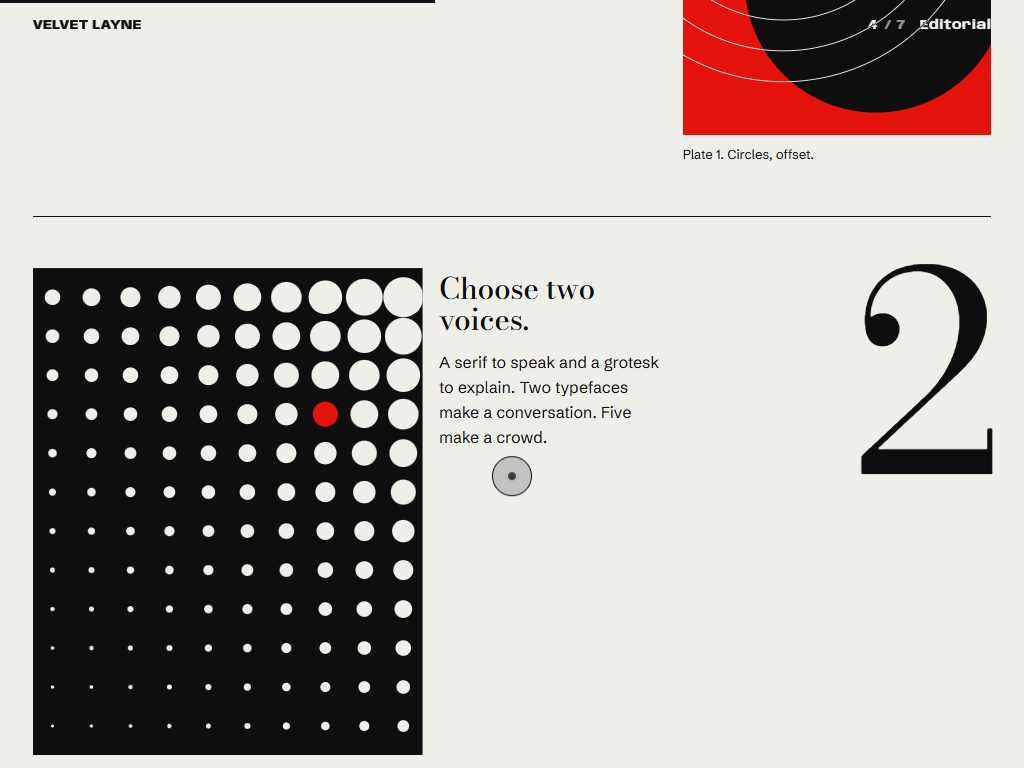 VELVET LAYNE
4 / 7 Editorial
Plate 1. Circles, offset.
Choose two
voices.
A serif to speak and a grotesk
to explain. Two typefaces
make a conversation. Five
make a crowd.
2